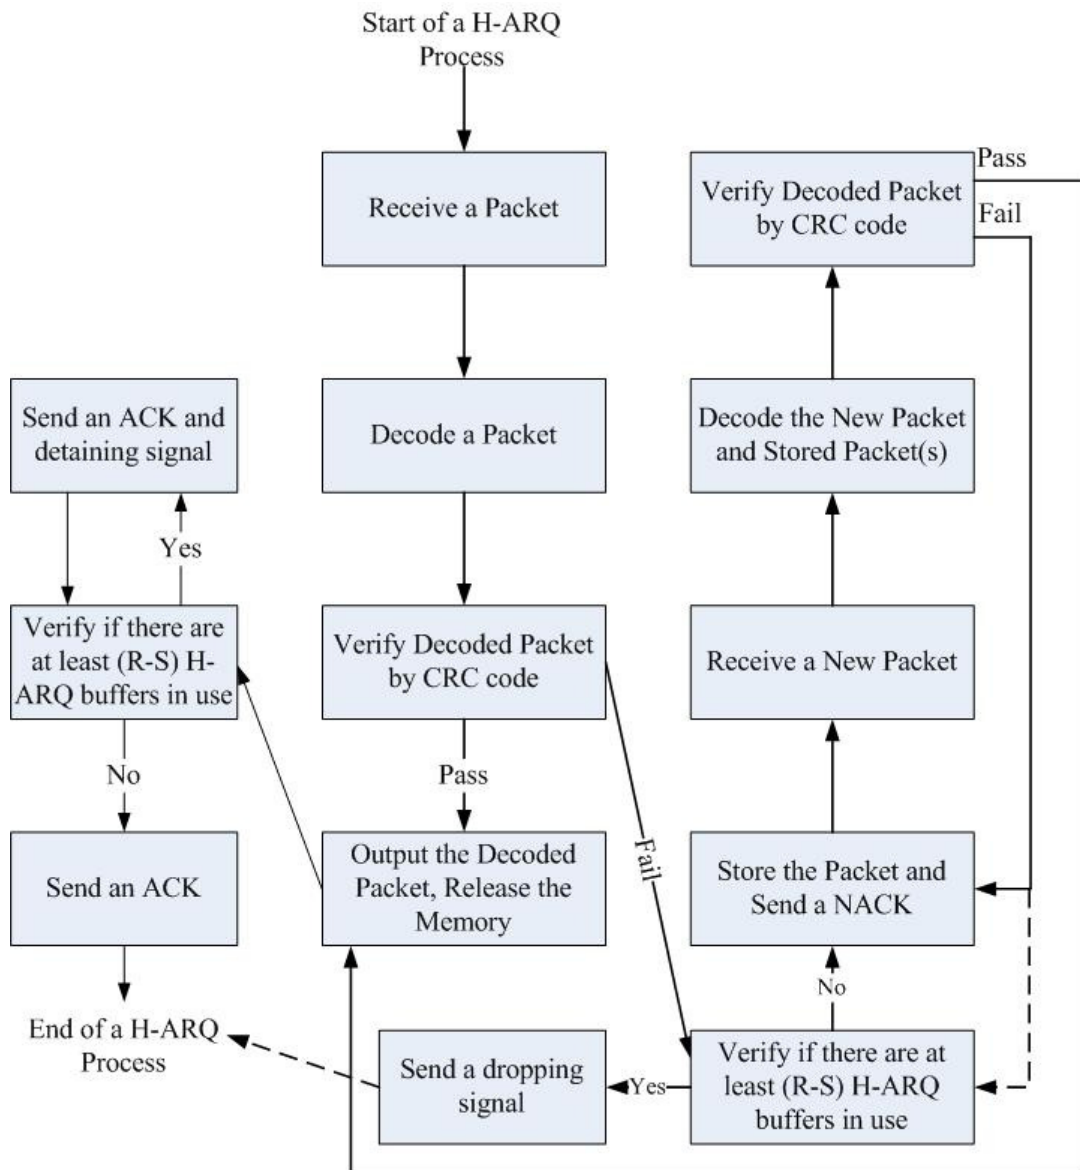 Start of a H-ARQ
Process
Receive a Packet
Decode a Packet
Verify Decoded Packet
by CRC code
Pass
Fail
Output the Decoded
Packet, Release the
Memory
Send an ACK and
detaining signal
Yes
Verify if there are
at least (R-S) H-
ARQ buffers in use
No
Send an ACK
End of a H-ARQ
Process
Send a dropping
signal
Yes
Verify if there are at
least (R-S) H-ARQ
buffers in use
No
Store the Packet and
Send a NACK
Receive a New Packet
Decode the New Packet
and Stored Packet(s)
Verify Decoded Packet
by CRC code
Pass
Fail